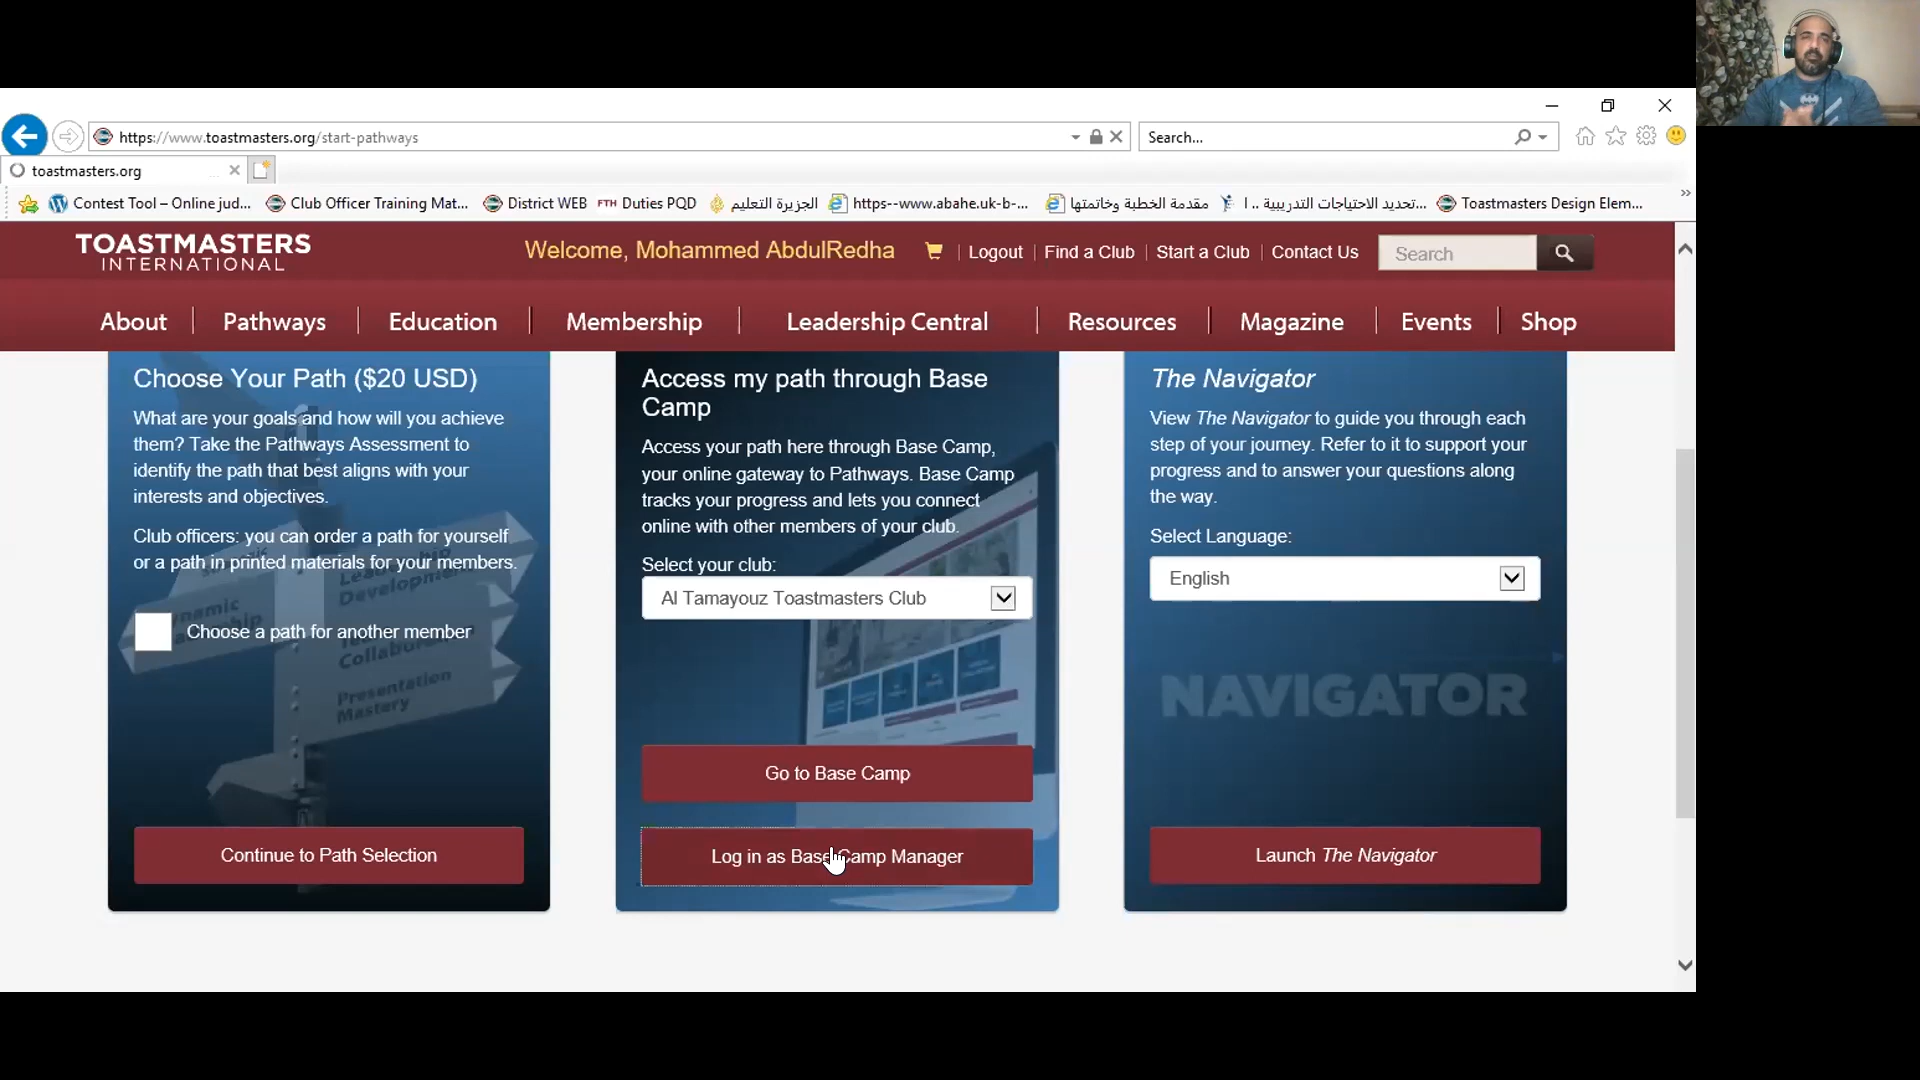 https://www.toastmasters.org/start-pathways
Search...
toastmasters.org
Contest Tool – Online jud...
Club Officer Training Mat...
District WEB
FTH Duties PQD
الجزيرة التعليم
https--www.abahe.uk-b-...
مقدمة الخطبة وخاتمتها
تحديد الاحتياجات التدريبية .. ا...
Toastmasters Design Elem...
TOASTMASTERS
INTERNATIONAL
Welcome, Mohammed AbdulRedha
Logout
Find a Club
Start a Club
Contact Us
Search
About
Pathways
Education
Membership
Leadership Central
Resources
Magazine
Events
Shop
Choose Your Path ($20 USD)
What are your goals and how will you achieve
them? Take the Pathways Assessment to
identify the path that best aligns with your
interests and objectives.
Club officers: you can order a path for yourself
or a path in printed materials for your members.
Leadership
Development
Presentation
Mastery
Choose a path for another member
Continue to Path Selection
Access my path through Base
Camp
Access your path here through Base Camp,
your online gateway to Pathways. Base Camp
tracks your progress and lets you connect
online with other members of your club.
Select your club:
Al Tamayouz Toastmasters Club
Go to Base Camp
Log in as Base Camp Manager
The Navigator
View The Navigator to guide you through each
step of your journey. Refer to it to support your
progress and to answer your questions along
the way.
Select Language:
English
NAVIGATOR
Launch The Navigator